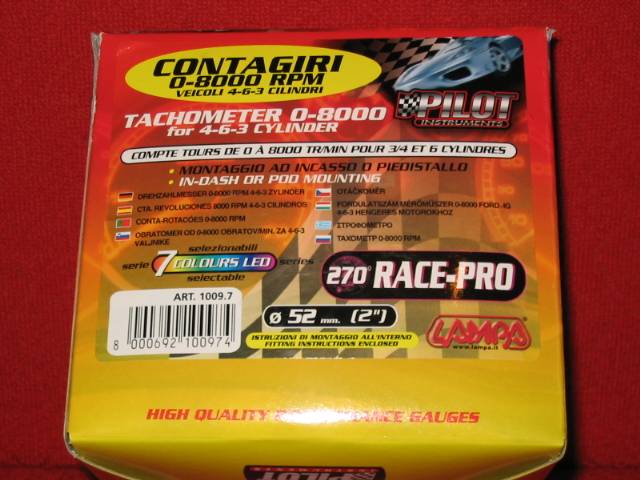 CONTAGIRI
0-8000 RPM
VEICOLI 4-6-3 CILINDRI
PILOT
INSTRUMENTS
TACHOMETER 0-8000
for 4-6-3 CYLINDER
COMPTE TOURS DE 0 À 8000 TR/MIN POUR 3/4 ET 6 CYLINDRES
• MONTAGGIO AD INCASSO O PIEDISTALLO
• IN-DASH OR POD MOUNTING
DREHZAHLMESSER 0-8000 RPM 4-6-3 ZYLINDER
CTA. REVOLUCIONES 8000 RPM 4-6-3 CILINDROS
CONTA-ROTAÇÕES 0-8000 RPM
OBRATOMER OD 0-8000 OBRATOV/MIN. ZA 4-6-3
VALJNIKE
OTÁČKOMĚR
FORDULATSZÁM MÉRŐMŰSZER 0-8000 FORD.-IG
4-6-3 HENGERES MOTOROKHOZ
ΣΤΡΟΦΟΜΕΤΡΟ
ТАХОМЕТР 0-8000 RPM
selezionabili
serie 7 COLOURS LED series
selectable
270° RACE-PRO
ART. 1009.7
8 000692 100974
Ø 52 mm. (2")
ISTRUZIONI DI MONTAGGIO ALL'INTERNO
FITTING INSTRUCTIONS ENCLOSED
LAMPA
www.lampa.it
HIGH QUALITY PERFORMANCE GAUGES